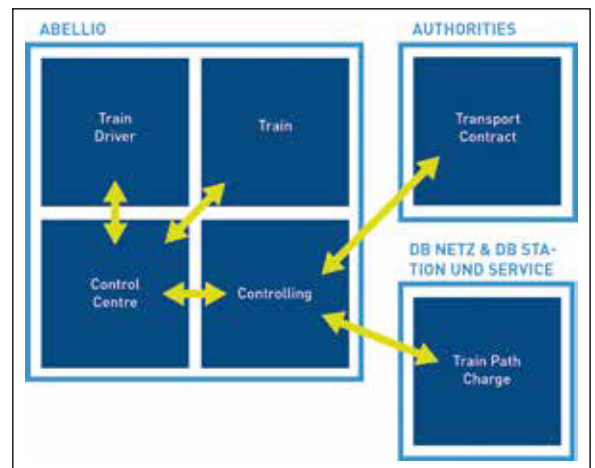 ABELLIO
Train
Driver
Train
Control
Centre
Controlling
AUTHORITIES
Transport
Contract
DB NETZ & DB STA-
TION UND SERVICE
Train Path
Charge